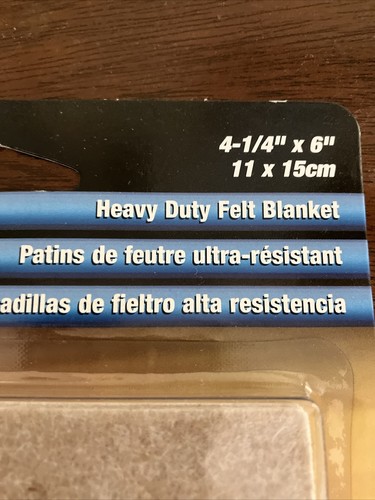 4-1/4" x 6"
11 x 15cm
Heavy Duty Felt Blanket
Patins de feutre ultra-résistant
adillas de fieltro alta resistencia